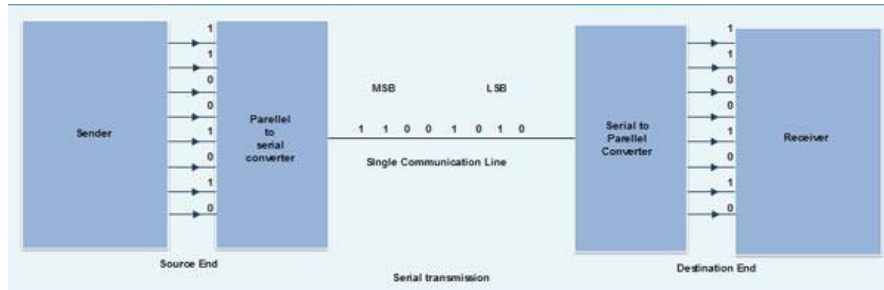 1
1
0
0
1
0
1
0
Sender
Parellel
to
serial
converter
MSB LSB
1 1 0 0 1 0 1 0
Single Communication Line
Serial to
Parallel
Converter
1
1
0
0
1
0
1
0
Receiver
Source End
Destination End
Serial transmission